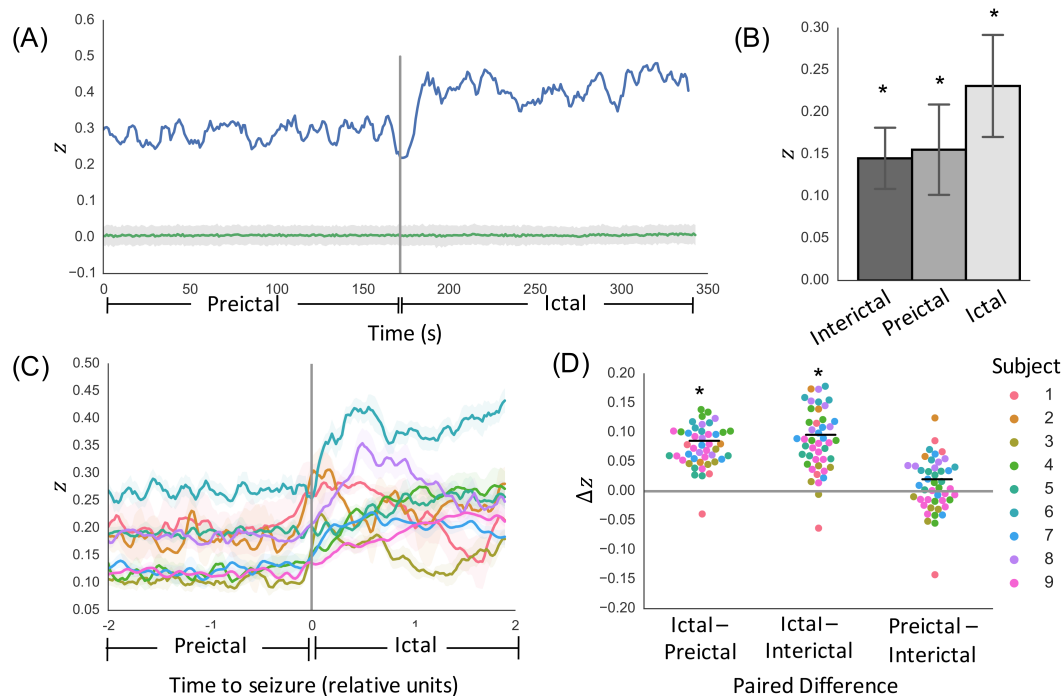 (A)
z
0.6
0.5
0.4
0.3
0.2
0.1
0.0
−0.1
0 50 100 150 200 250 300 350
Preictal Ictal
Time (s)
(B)
z
0.30
0.25
0.20
0.15
0.10
0.05
0.00
* * *
Interictal Preictal Ictal
(C)
z
0.50
0.45
0.40
0.35
0.30
0.25
0.20
0.15
0.10
0.05
-2 -1 0 1 2
Preictal Ictal
Time to seizure (relative units)
(D)
Δz
0.20
0.15
0.10
0.05
0.00
−0.05
−0.10
−0.15
−0.20
* *
Ictal –
Preictal
Ictal –
Interictal
Preictal –
Interictal
Paired Difference
Subject
1
2
3
4
5
6
7
8
9